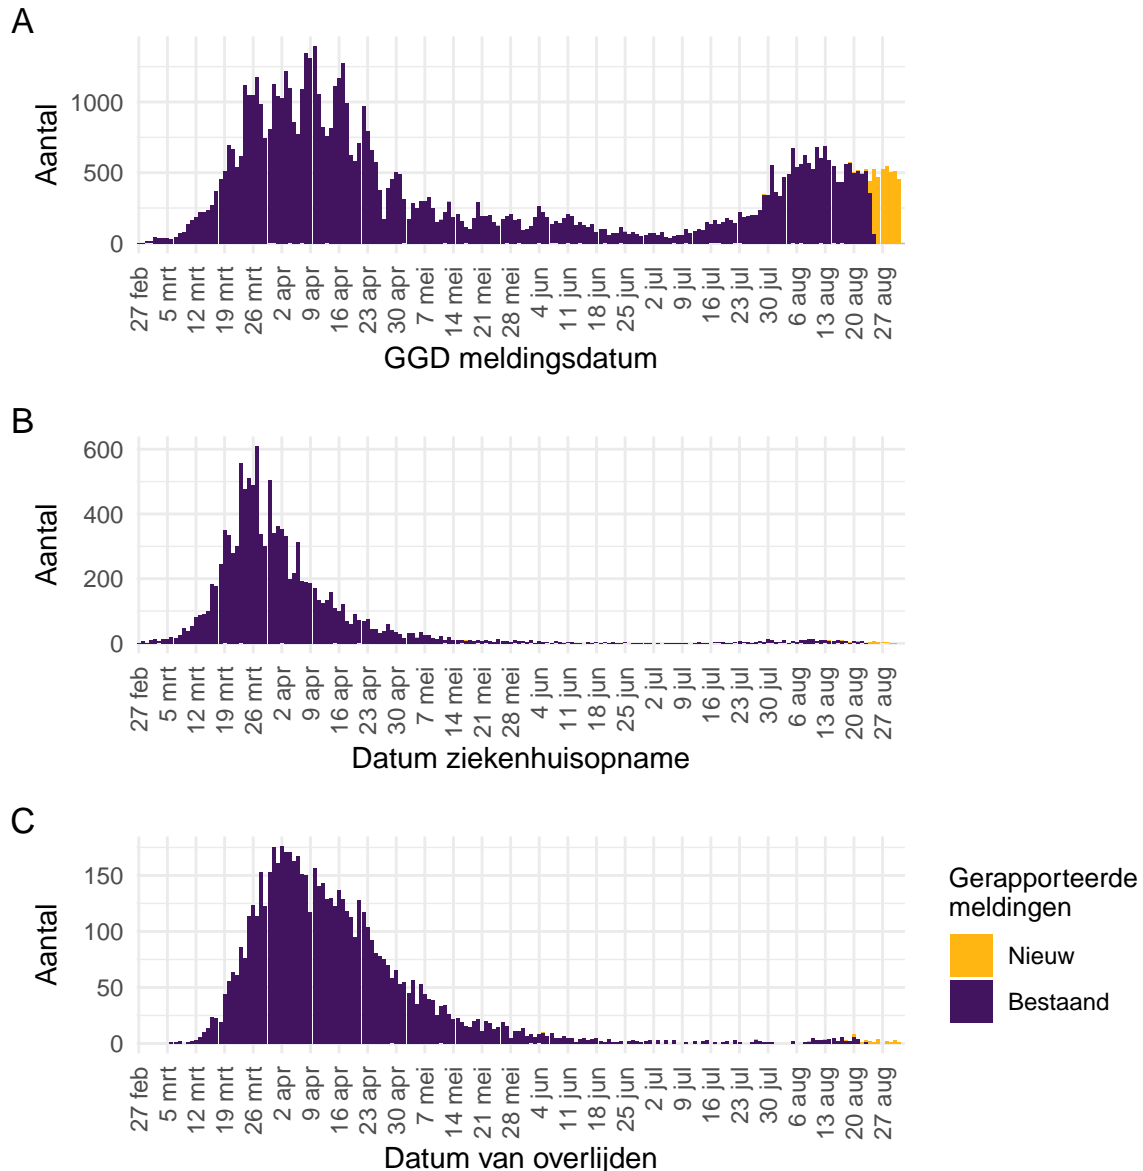 A
Aantal
1000
500
0
27 feb 5 mrt 12 mrt 19 mrt 26 mrt 2 apr 9 apr 16 apr 23 apr 30 apr 7 mei 14 mei 21 mei 28 mei 4 jun 11 jun 18 jun 25 jun 2 jul 9 jul 16 jul 23 jul 30 jul 6 aug 13 aug 20 aug 27 aug
GGD meldingsdatum
B
Aantal
600
400
200
0
27 feb 5 mrt 12 mrt 19 mrt 26 mrt 2 apr 9 apr 16 apr 23 apr 30 apr 7 mei 14 mei 21 mei 28 mei 4 jun 11 jun 18 jun 25 jun 2 jul 9 jul 16 jul 23 jul 30 jul 6 aug 13 aug 20 aug 27 aug
Datum ziekenhuisopname
C
Aantal
150
100
50
0
27 feb 5 mrt 12 mrt 19 mrt 26 mrt 2 apr 9 apr 16 apr 23 apr 30 apr 7 mei 14 mei 21 mei 28 mei 4 jun 11 jun 18 jun 25 jun 2 jul 9 jul 16 jul 23 jul 30 jul 6 aug 13 aug 20 aug 27 aug
Datum van overlijden
Gerapporteerde
meldingen
Nieuw
Bestaand